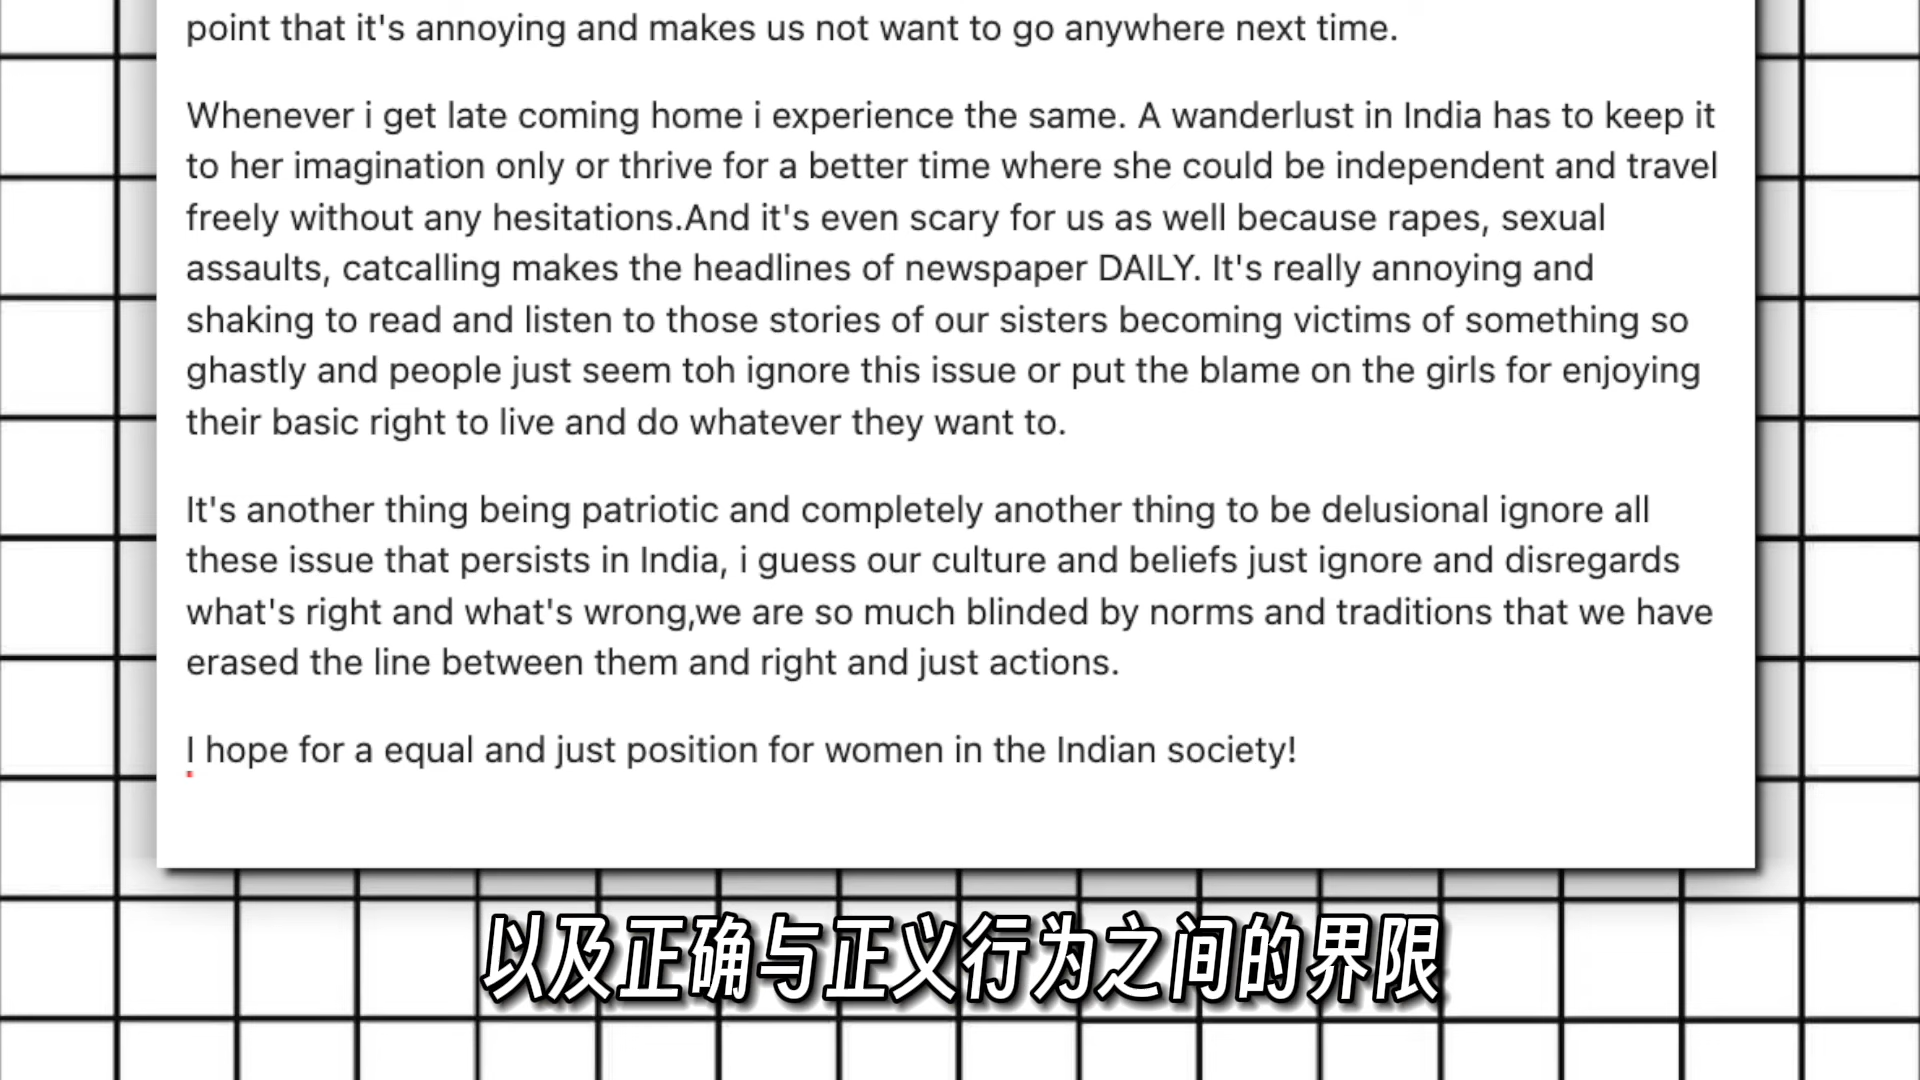 point that it's annoying and makes us not want to go anywhere next time.
Whenever i get late coming home i experience the same. A wanderlust in India has to keep it
to her imagination only or thrive for a better time where she could be independent and travel
freely without any hesitations.And it's even scary for us as well because rapes, sexual
assaults, catcalling makes the headlines of newspaper DAILY. It's really annoying and
shaking to read and listen to those stories of our sisters becoming victims of something so
ghastly and people just seem toh ignore this issue or put the blame on the girls for enjoying
their basic right to live and do whatever they want to.
It's another thing being patriotic and completely another thing to be delusional ignore all
these issue that persists in India, i guess our culture and beliefs just ignore and disregards
what's right and what's wrong,we are so much blinded by norms and traditions that we have
erased the line between them and right and just actions.
I hope for a equal and just position for women in the Indian society!
以及正确与正义行为之间的界限